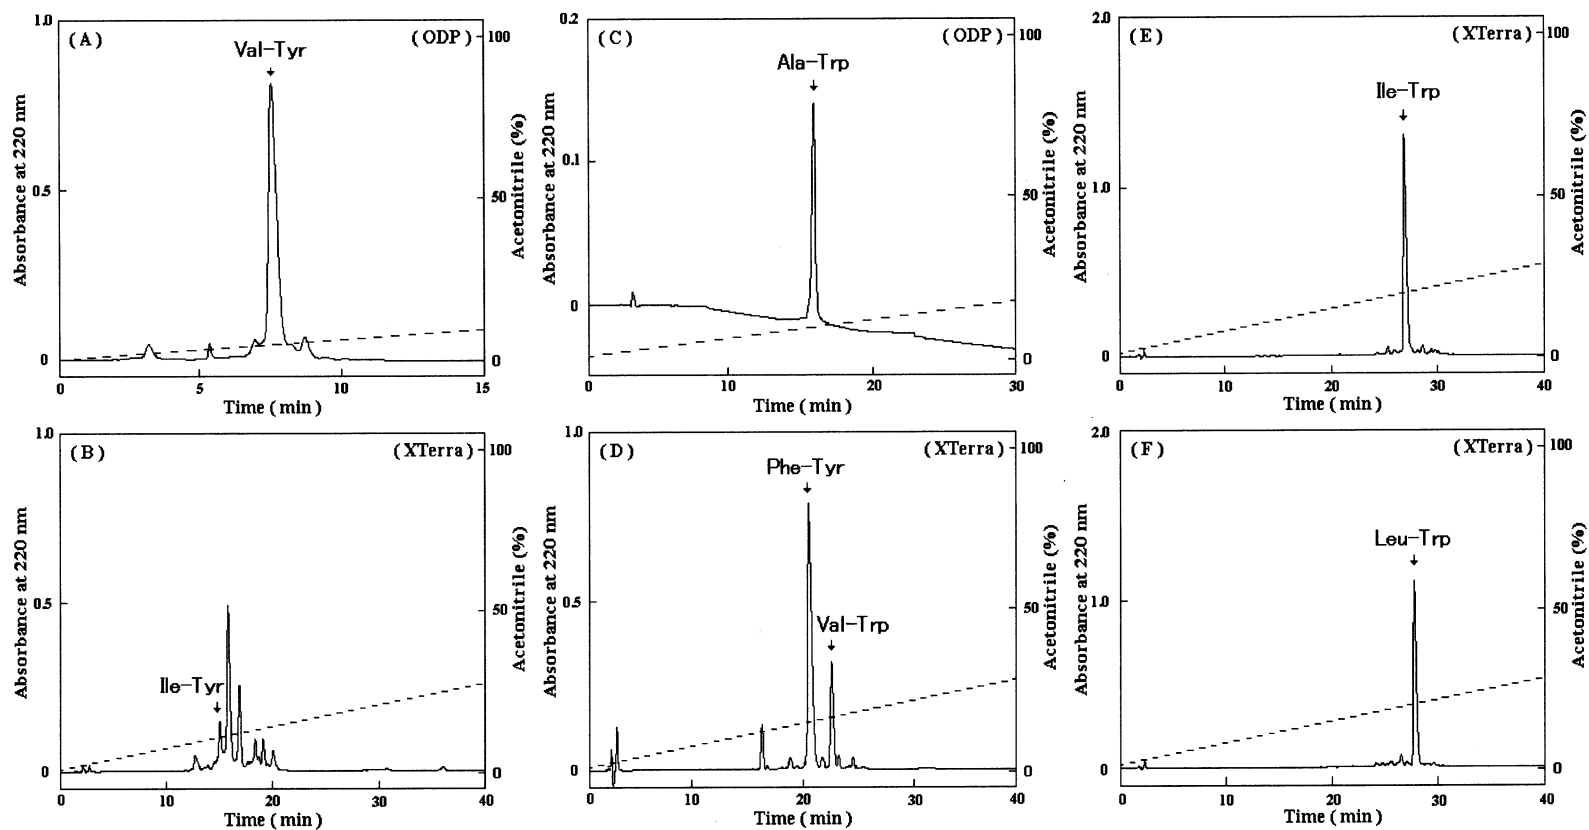 (A)
(ODP)
Val-Tyr
1.0
0.5
0
100
50
0
Absorbance at 220 nm
Acetonitrile (%)
0 5 10 15
Time ( min )
(C)
(ODP)
Ala-Trp
0.2
0.1
0
100
50
0
Absorbance at 220 nm
Acetonitrile (%)
0 10 20 30
Time ( min )
(E)
(XTerra)
Ile-Trp
2.0
1.0
0
100
50
0
Absorbance at 220 nm
Acetonitrile (%)
0 10 20 30 40
Time ( min )
(B)
(XTerra)
Ile-Tyr
1.0
0.5
0
100
50
0
Absorbance at 220 nm
Acetonitrile (%)
0 10 20 30 40
Time ( min )
(D)
(XTerra)
Phe-Tyr
Val-Trp
1.0
0.5
0
100
50
0
Absorbance at 220 nm
Acetonitrile (%)
0 10 20 30 40
Time ( min )
(F)
(XTerra)
Leu-Trp
2.0
1.0
0
100
50
0
Absorbance at 220 nm
Acetonitrile (%)
0 10 20 30 40
Time ( min )